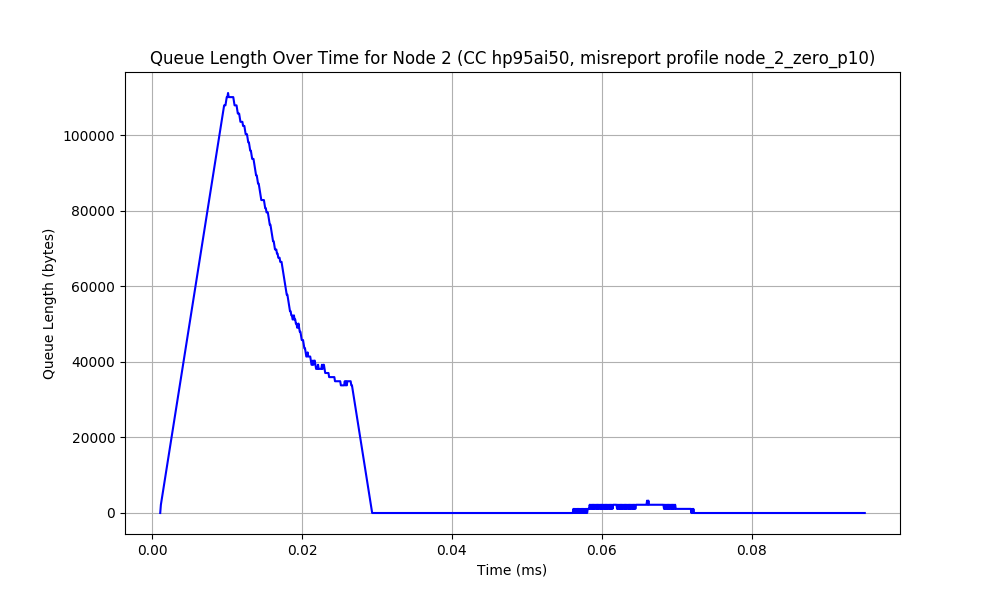 Queue Length Over Time for Node 2 (CC hp95ai50, misreport profile node_2_zero_p10)
Queue Length (bytes)
100000
80000
60000
40000
20000
0
0.00 0.02 0.04 0.06 0.08
Time (ms)